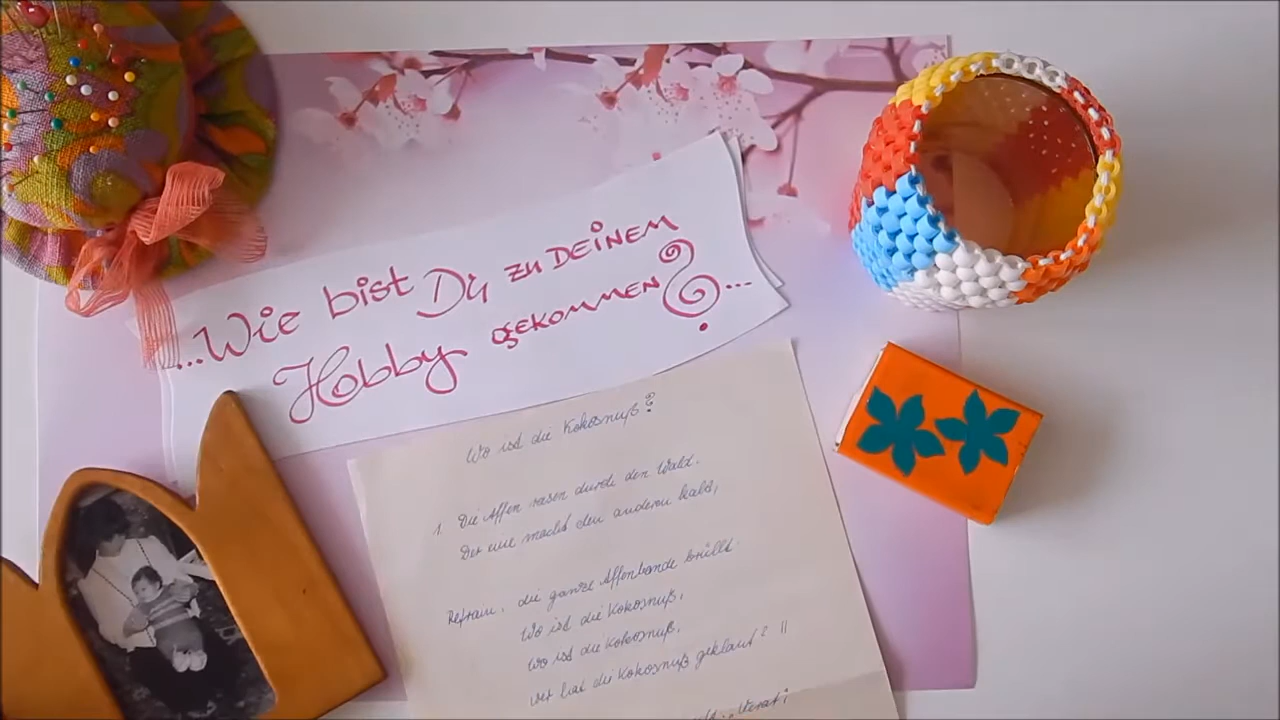 ...Wie bist Du zu DEiNEM
Hobby gekommen?...
Wo ist die Kokosnuß?
1. Die Affen rasen durch den Wald.
Der eine macht den anderen kalt,
Refrain: die ganze Affenbande brüllt:
Wo ist die Kokosnuß,
wo ist die Kokosnuß,
wer hat die Kokosnuß geklaut? !!